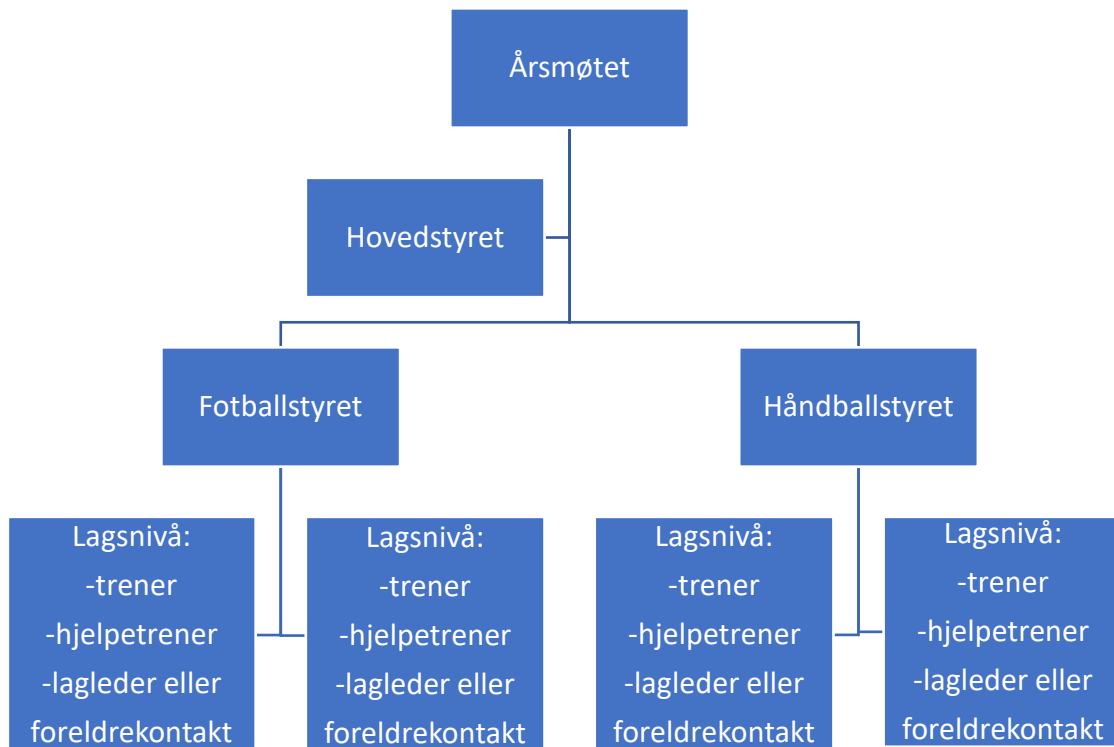 Årsmøtet
Hovedstyret
Fotballstyret
Håndballstyret
Lagsnivå:
-trener
-hjelpetrener
-lagleder eller
foreldrekontakt
Lagsnivå:
-trener
-hjelpetrener
-lagleder eller
foreldrekontakt
Lagsnivå:
-trener
-hjelpetrener
-lagleder eller
foreldrekontakt
Lagsnivå:
-trener
-hjelpetrener
-lagleder eller
foreldrekontakt